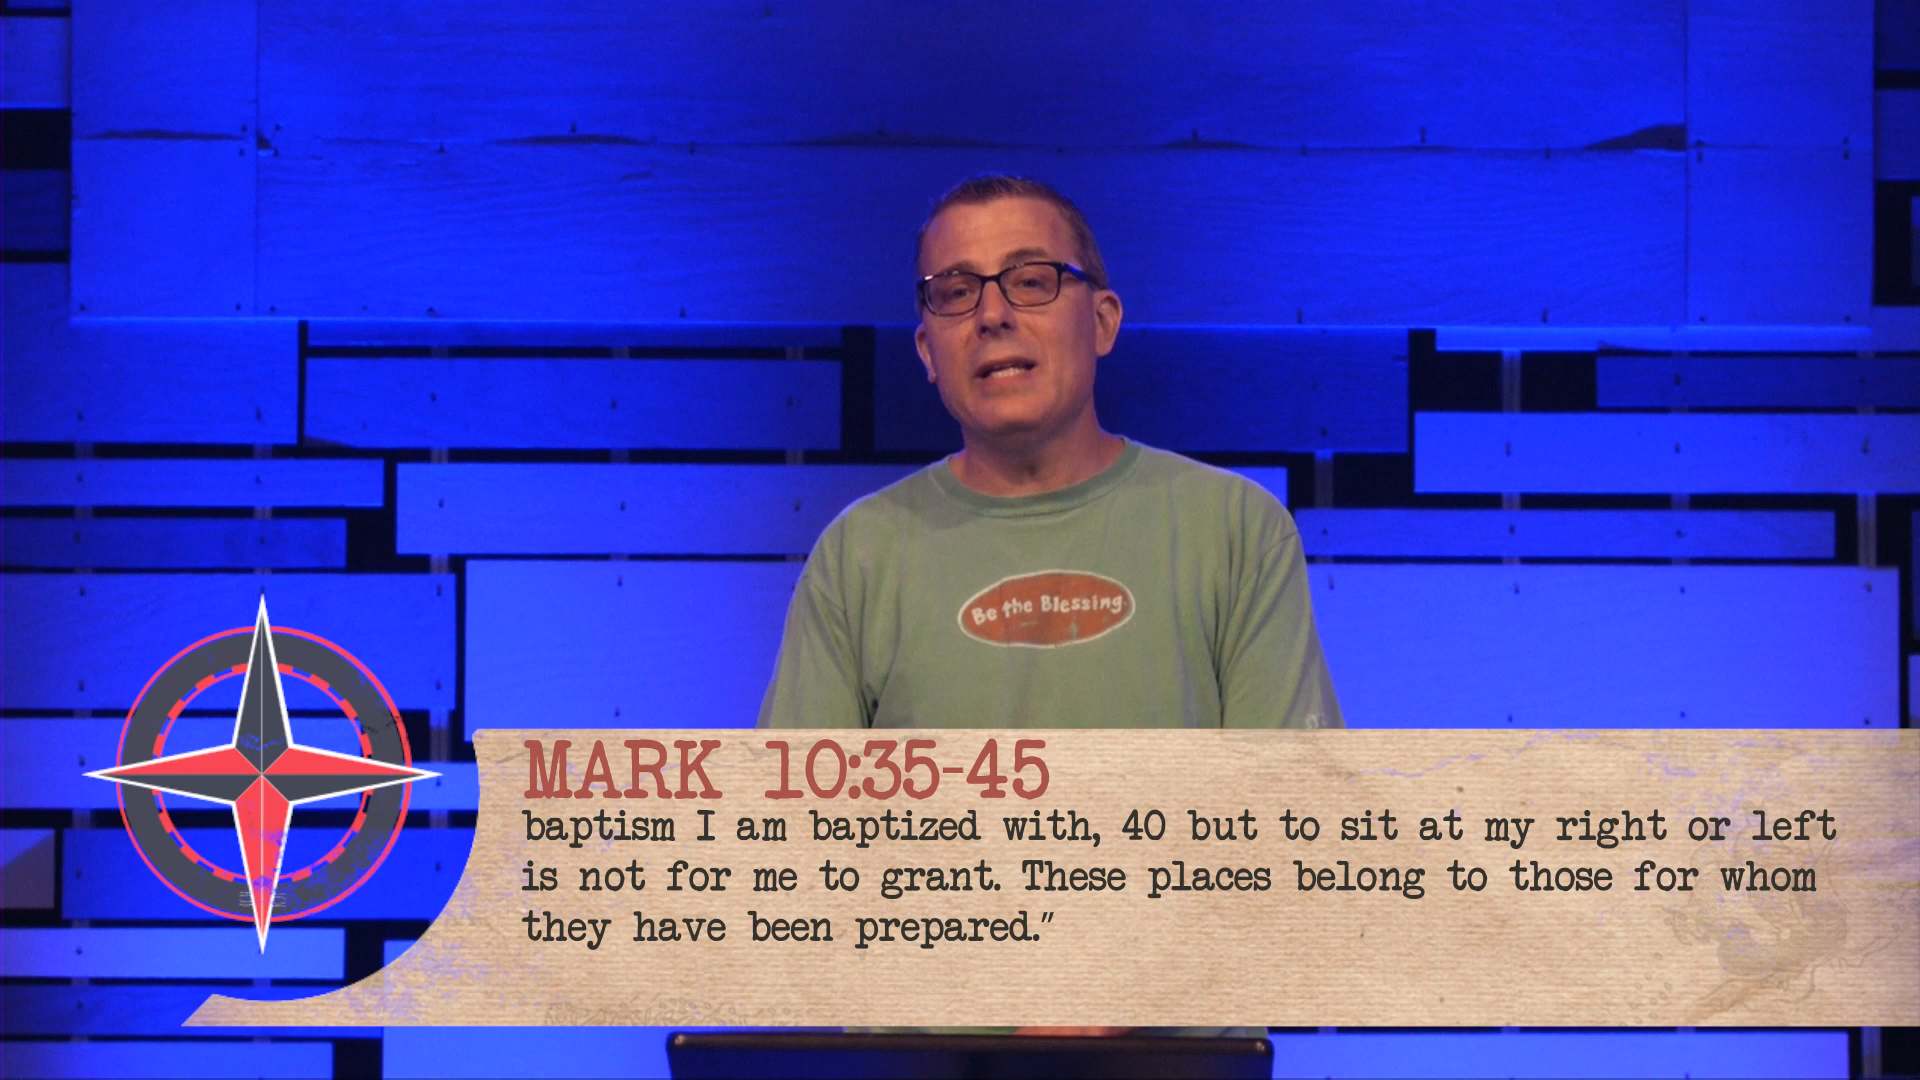 Be the Blessing.
MARK 10:35-45
baptism I am baptized with, 40 but to sit at my right or left
is not for me to grant. These places belong to those for whom
they have been prepared.”